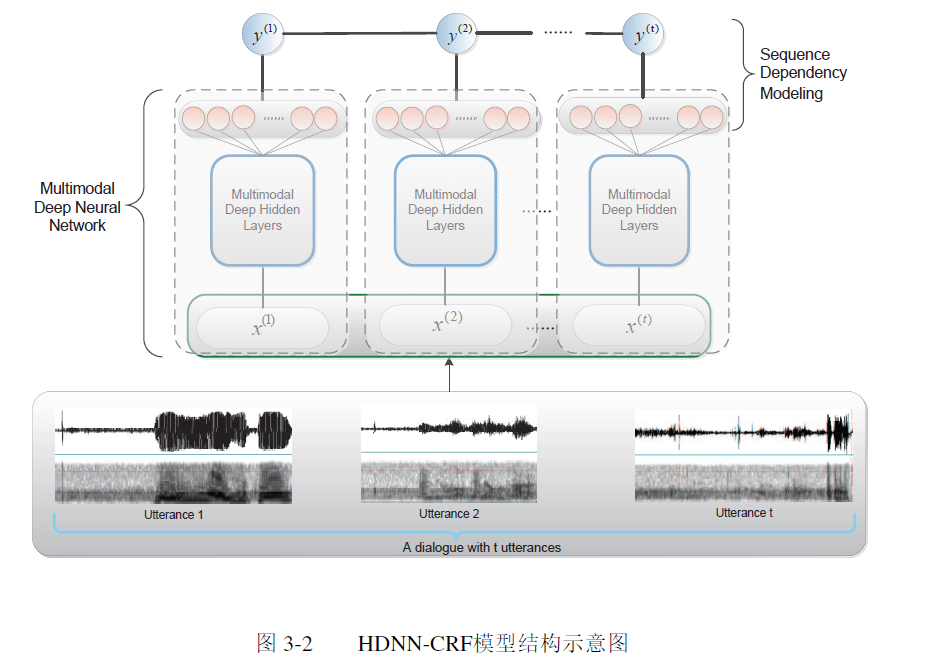 y(1) y(2) ...... y(t)
Sequence
Dependency
Modeling
...... ...... ......
Multimodal
Deep Neural
Network
Multimodal
Deep Hidden
Layers
Multimodal
Deep Hidden
Layers
......
Multimodal
Deep Hidden
Layers
x(1) x(2) ...... x(t)
Utterance 1
Utterance 2
Utterance t
A dialogue with t utterances
图 3-2 HDNN-CRF模型结构示意图